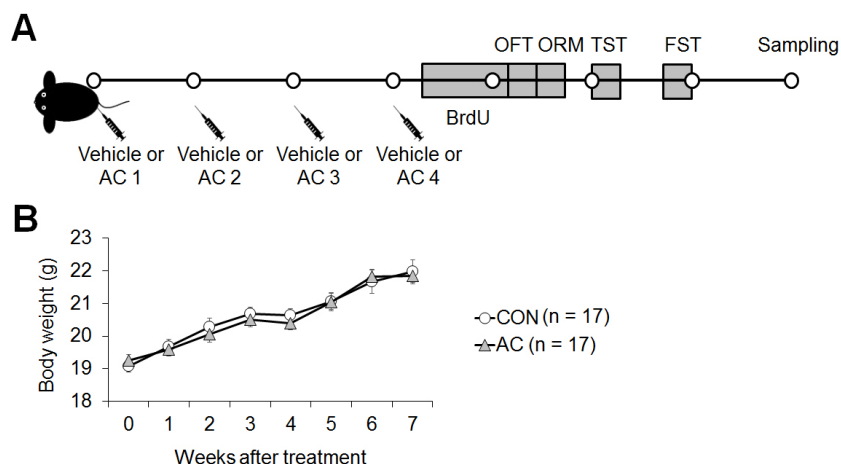 A
OFT ORM TST FST Sampling
BrdU
Vehicle or Vehicle or Vehicle or Vehicle or
AC 1 AC 2 AC 3 AC 4
B
23
22
21
20
19
18
Body weight (g)
0 1 2 3 4 5 6 7
Weeks after treatment
CON (n = 17)
AC (n = 17)